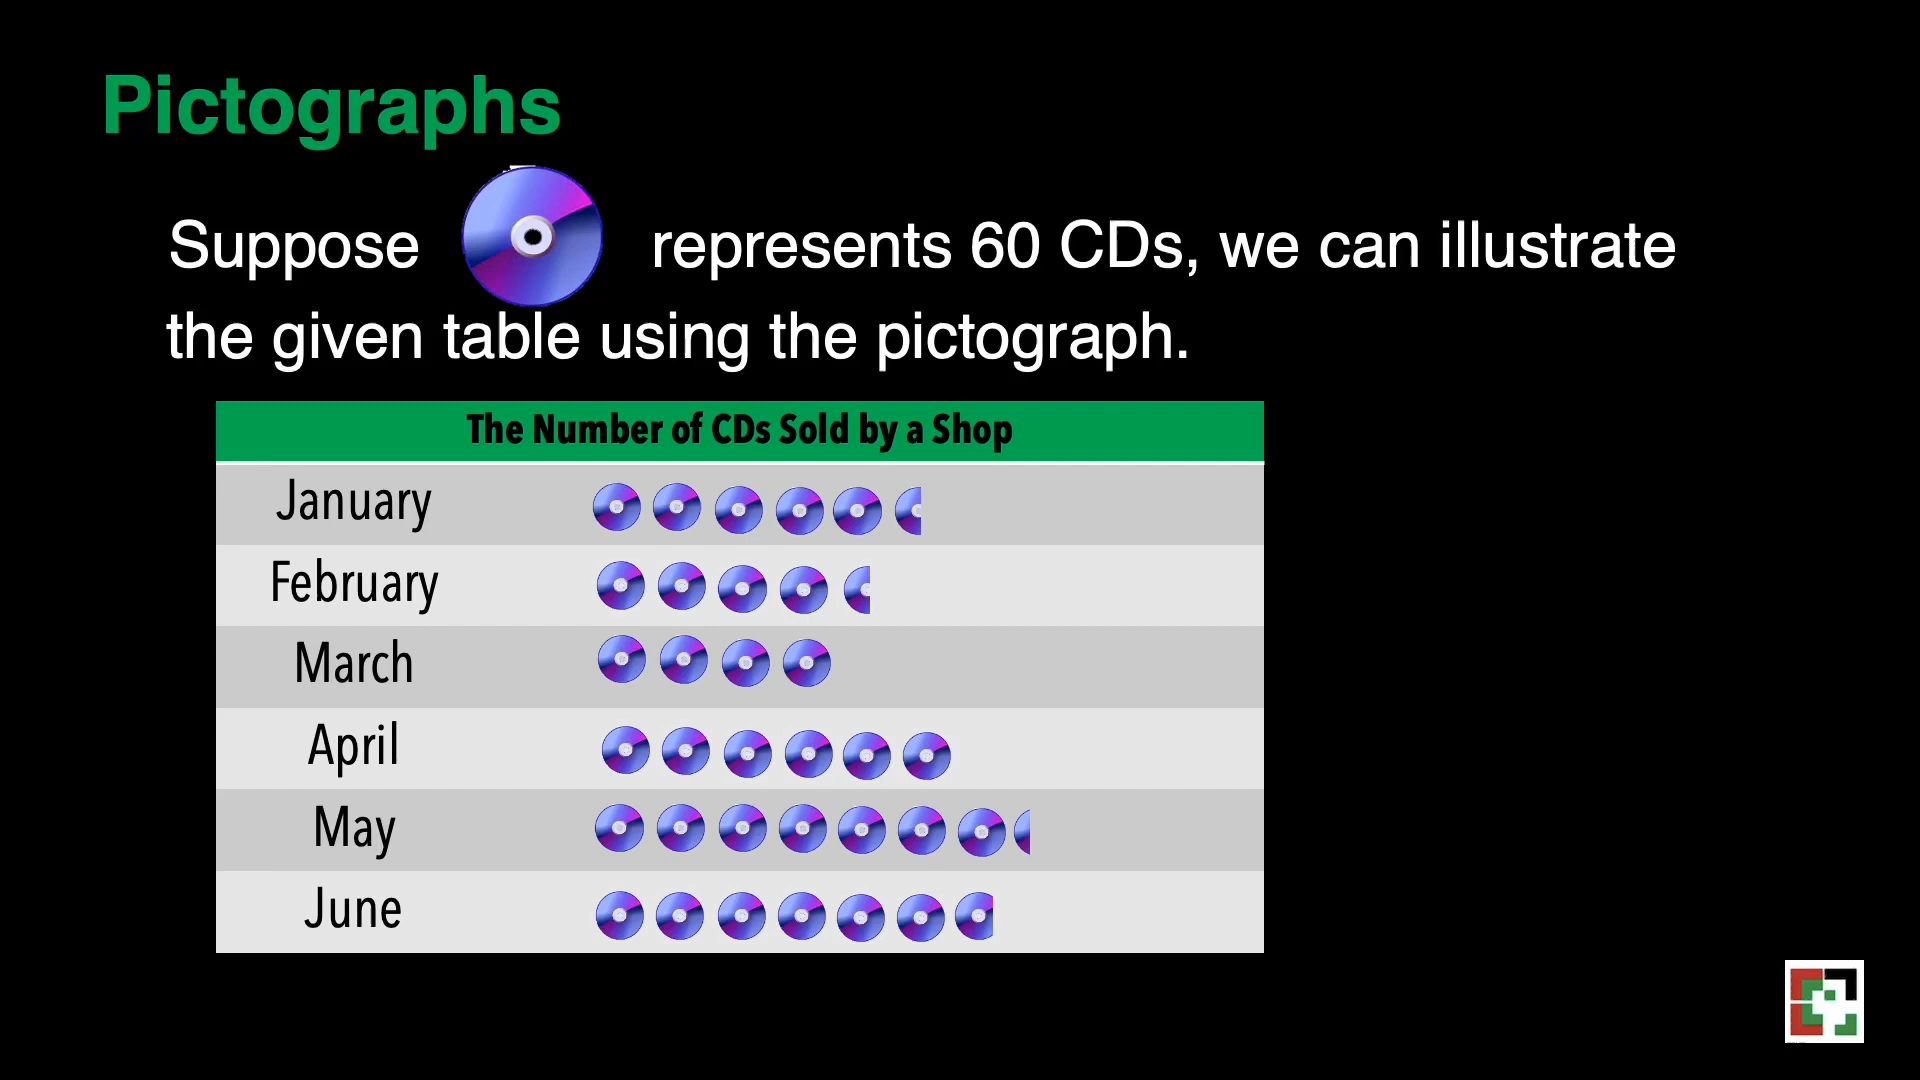 Pictographs
Suppose represents 60 CDs, we can illustrate
the given table using the pictograph.
The Number of CDs Sold by a Shop
January
February
March
April
May
June